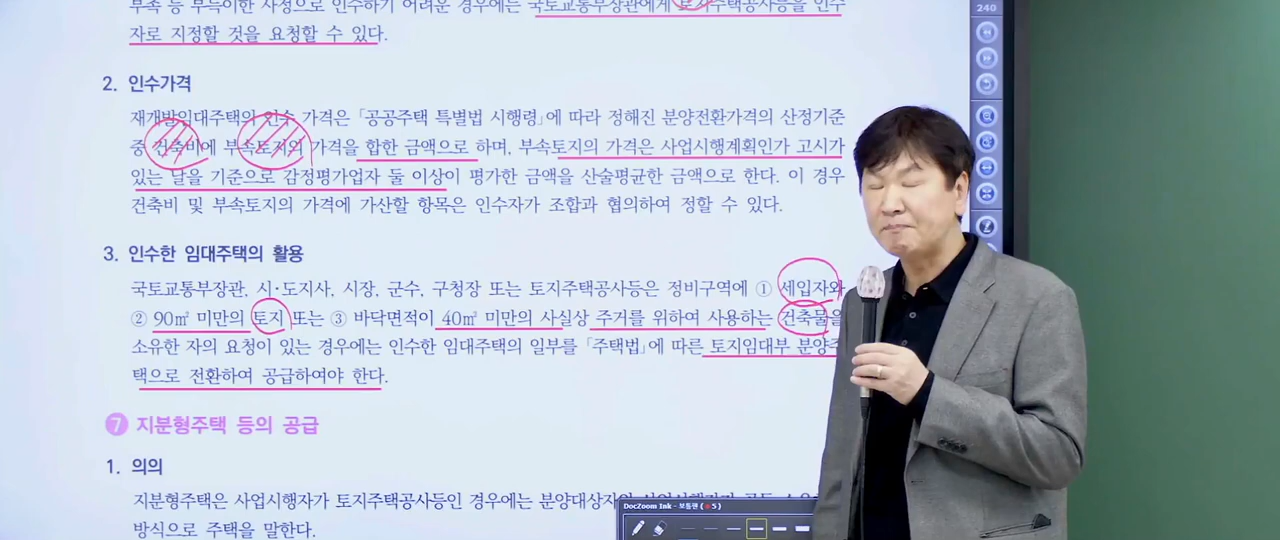 부족 등 부득이한 사정으로 인수하기 어려운 경우에는 국토교통부장관에게 토지주택공사등을 인수
자로 지정할 것을 요청할 수 있다.
240
2. 인수가격
재개발임대주택의 인수 가격은 「공공주택 특별법 시행령」에 따라 정해진 분양전환가격의 산정기준
중 건축비에 부속토지의 가격을 합한 금액으로 하며, 부속토지의 가격은 사업시행계획인가 고시가
있는 날을 기준으로 감정평가업자 둘 이상이 평가한 금액을 산술평균한 금액으로 한다. 이 경우
건축비 및 부속토지의 가격에 가산할 항목은 인수자가 조합과 협의하여 정할 수 있다.
3. 인수한 임대주택의 활용
국토교통부장관, 시·도지사, 시장, 군수, 구청장 또는 토지주택공사등은 정비구역에 ① 세입자와
② 90㎡ 미만의 토지 또는 ③ 바닥면적이 40㎡ 미만의 사실상 주거를 위하여 사용하는 건축물을
소유한 자의 요청이 있는 경우에는 인수한 임대주택의 일부를 「주택법」에 따른 토지임대부 분양주
택으로 전환하여 공급하여야 한다.
7 지분형주택 등의 공급
1. 의의
지분형주택은 사업시행자가 토지주택공사등인 경우에는 분양대상자와
방식으로 주택을 말한다.
DocZoom Ink - 보통펜 (5)